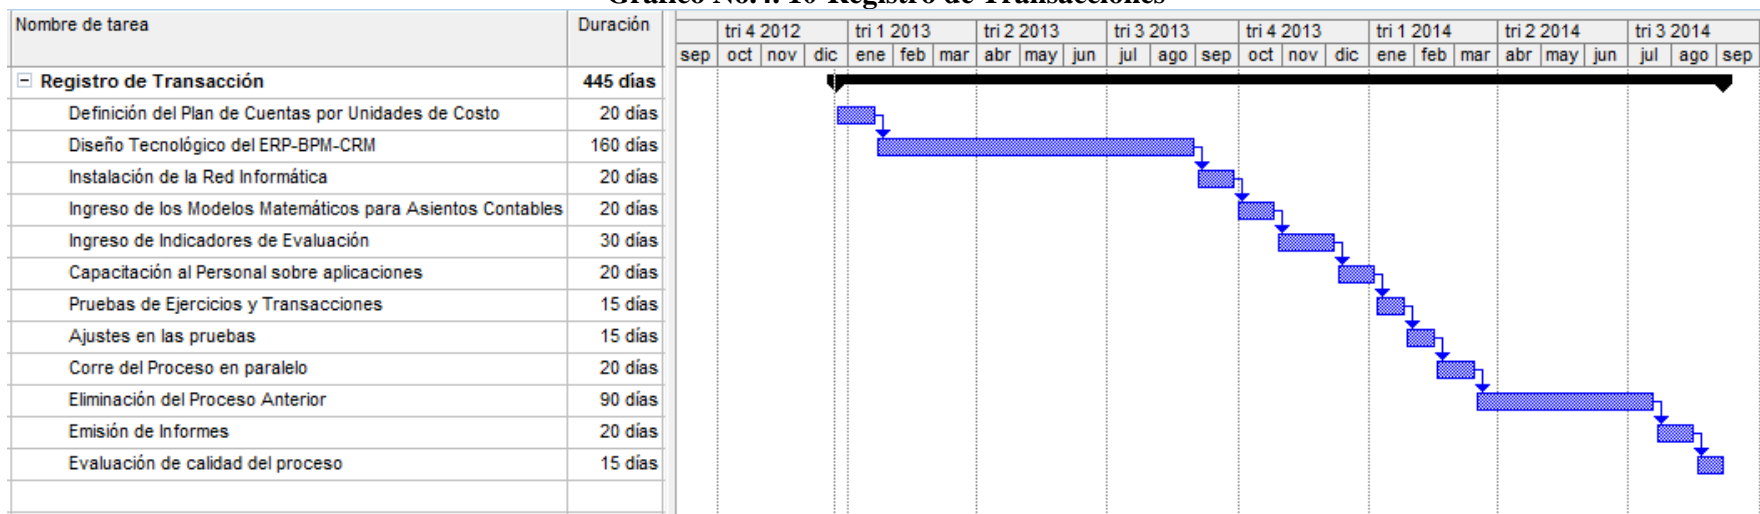 Gráfico No.4. 10 Registro de Transacciones
Nombre de tarea Duración
tri 4 2012 tri 1 2013 tri 2 2013 tri 3 2013 tri 4 2013 tri 1 2014 tri 2 2014 tri 3 2014
sep oct nov dic ene feb mar abr may jun jul ago sep oct nov dic ene feb mar abr may jun jul ago sep
Registro de Transacción 445 días
Definición del Plan de Cuentas por Unidades de Costo 20 días
Diseño Tecnológico del ERP-BPM-CRM 160 días
Instalación de la Red Informática 20 días
Ingreso de los Modelos Matemáticos para Asientos Contables 20 días
Ingreso de Indicadores de Evaluación 30 días
Capacitación al Personal sobre aplicaciones 20 días
Pruebas de Ejercicios y Transacciones 15 días
Ajustes en las pruebas 15 días
Corre del Proceso en paralelo 20 días
Eliminación del Proceso Anterior 90 días
Emisión de Informes 20 días
Evaluación de calidad del proceso 15 días